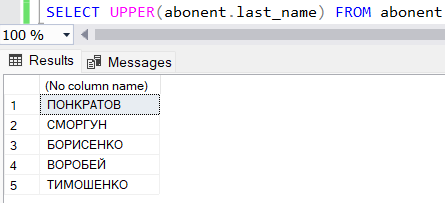 SELECT UPPER(abonent.last_name) FROM abonent
100 %
Results Messages
(No column name)
1 ПОНКРАТОВ
2 СМОРГУН
3 БОРИСЕНКО
4 ВОРОБЕЙ
5 ТИМОШЕНКО